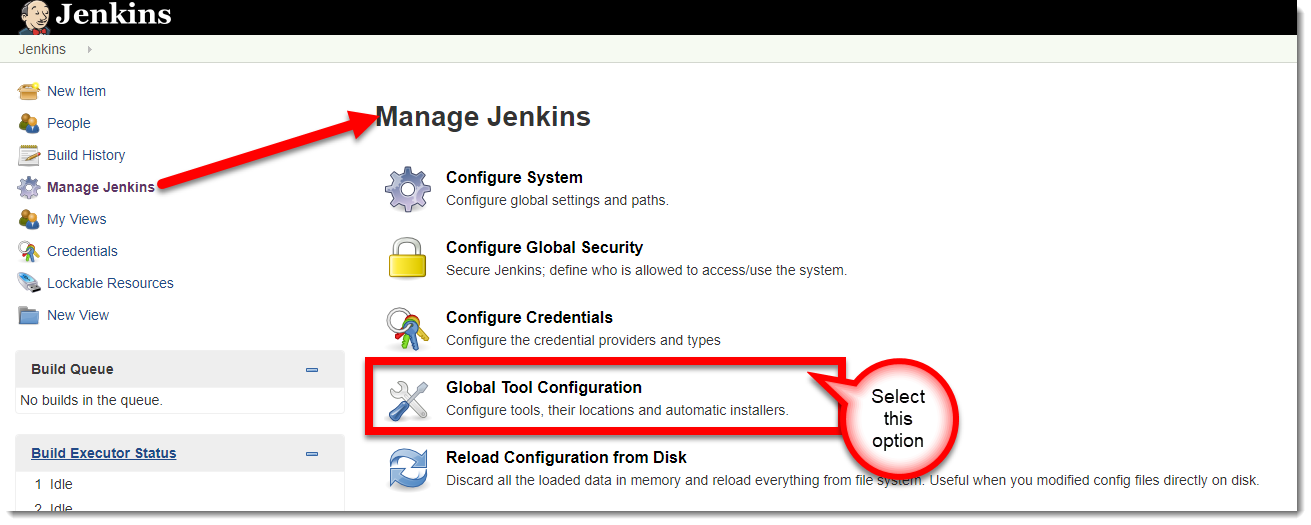 Jenkins
Jenkins
New Item
People
Build History
Manage Jenkins
My Views
Credentials
Lockable Resources
New View
Build Queue
No builds in the queue.
Build Executor Status
1 Idle
2 Idle
Manage Jenkins
Configure System
Configure global settings and paths.
Configure Global Security
Secure Jenkins; define who is allowed to access/use the system.
Configure Credentials
Configure the credential providers and types
Global Tool Configuration
Configure tools, their locations and automatic installers.
Select
this
option
Reload Configuration from Disk
Discard all the loaded data in memory and reload everything from file system. Useful when you modified config files directly on disk.